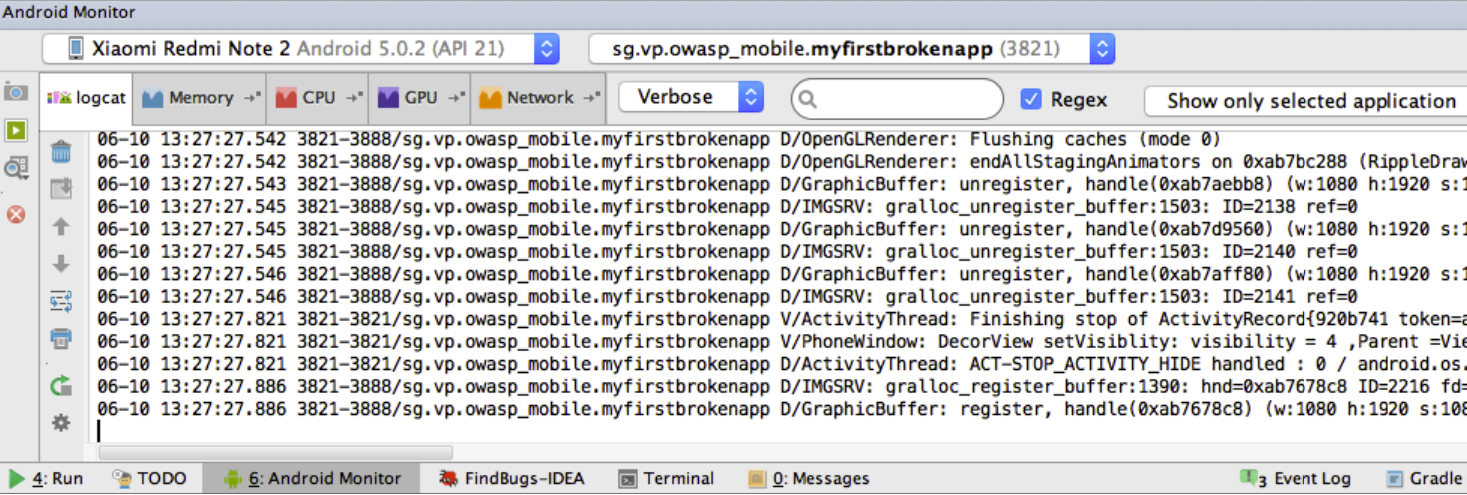 Android Monitor
Xiaomi Redmi Note 2 Android 5.0.2 (API 21) sg.vp.owasp_mobile.myfirstbrokenapp (3821)
logcat Memory CPU GPU Network Verbose Regex Show only selected application
06-10 13:27:27.542 3821-3888/sg.vp.owasp_mobile.myfirstbrokenapp D/OpenGLRenderer: Flushing caches (mode 0)
06-10 13:27:27.542 3821-3888/sg.vp.owasp_mobile.myfirstbrokenapp D/OpenGLRenderer: endAllStagingAnimators on 0xab7bc288 (RippleDraw
06-10 13:27:27.543 3821-3888/sg.vp.owasp_mobile.myfirstbrokenapp D/GraphicBuffer: unregister, handle(0xab7aebb8) (w:1080 h:1920 s:1
06-10 13:27:27.545 3821-3888/sg.vp.owasp_mobile.myfirstbrokenapp D/IMGSRV: gralloc_unregister_buffer:1503: ID=2138 ref=0
06-10 13:27:27.545 3821-3888/sg.vp.owasp_mobile.myfirstbrokenapp D/GraphicBuffer: unregister, handle(0xab7d9560) (w:1080 h:1920 s:1
06-10 13:27:27.545 3821-3888/sg.vp.owasp_mobile.myfirstbrokenapp D/IMGSRV: gralloc_unregister_buffer:1503: ID=2140 ref=0
06-10 13:27:27.546 3821-3888/sg.vp.owasp_mobile.myfirstbrokenapp D/GraphicBuffer: unregister, handle(0xab7aff80) (w:1080 h:1920 s:1
06-10 13:27:27.546 3821-3888/sg.vp.owasp_mobile.myfirstbrokenapp D/IMGSRV: gralloc_unregister_buffer:1503: ID=2141 ref=0
06-10 13:27:27.821 3821-3821/sg.vp.owasp_mobile.myfirstbrokenapp V/ActivityThread: Finishing stop of ActivityRecord{920b741 token=a
06-10 13:27:27.821 3821-3821/sg.vp.owasp_mobile.myfirstbrokenapp V/PhoneWindow: DecorView setVisiblity: visibility = 4 ,Parent =Vie
06-10 13:27:27.821 3821-3821/sg.vp.owasp_mobile.myfirstbrokenapp D/ActivityThread: ACT-STOP_ACTIVITY_HIDE handled : 0 / android.os.
06-10 13:27:27.886 3821-3888/sg.vp.owasp_mobile.myfirstbrokenapp D/IMGSRV: gralloc_register_buffer:1390: hnd=0xab7678c8 ID=2216 fd=
06-10 13:27:27.886 3821-3888/sg.vp.owasp_mobile.myfirstbrokenapp D/GraphicBuffer: register, handle(0xab7678c8) (w:1080 h:1920 s:108
4: Run TODO 6: Android Monitor FindBugs-IDEA Terminal 0: Messages 3 Event Log Gradle